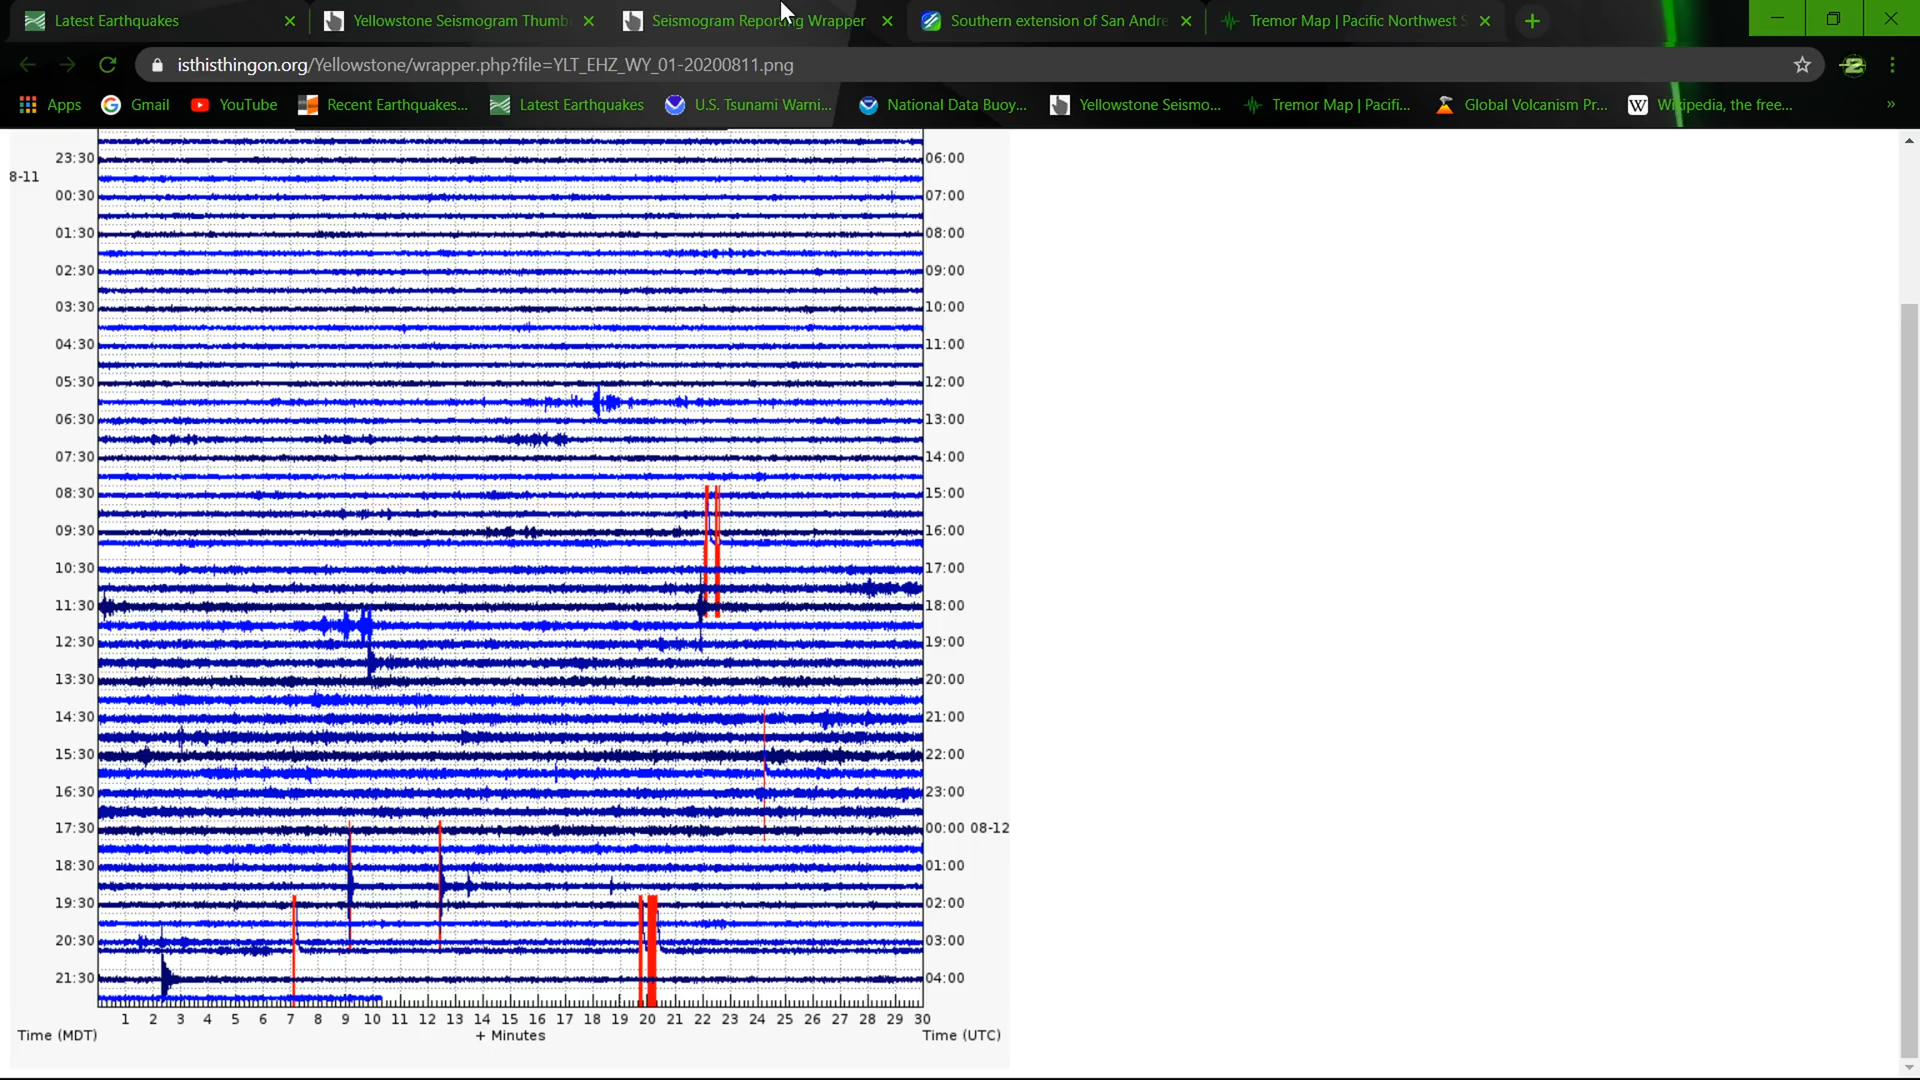 Latest Earthquakes
Yellowstone Seismogram Thumb
Seismogram Reporting Wrapper
Southern extension of San Andre
Tremor Map | Pacific Northwest S
isthisthingon.org/Yellowstone/wrapper.php?file=YLT_EHZ_WY_01-20200811.png
Apps
Gmail
YouTube
Recent Earthquakes...
Latest Earthquakes
U.S. Tsunami Warni...
National Data Buoy...
Yellowstone Seismo...
Tremor Map | Pacifi...
Global Volcanism Pr...
Wikipedia, the free...
23:30 06:00
8-11
00:30 07:00
01:30 08:00
02:30 09:00
03:30 10:00
04:30 11:00
05:30 12:00
06:30 13:00
07:30 14:00
08:30 15:00
09:30 16:00
10:30 17:00
11:30 18:00
12:30 19:00
13:30 20:00
14:30 21:00
15:30 22:00
16:30 23:00
17:30 00:00 08-12
18:30 01:00
19:30 02:00
20:30 03:00
21:30 04:00
1 2 3 4 5 6 7 8 9 10 11 12 13 14 15 16 17 18 19 20 21 22 23 24 25 26 27 28 29 30
Time (MDT) + Minutes Time (UTC)